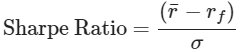 Sharpe Ratio = (r̄ − r_f) / σ